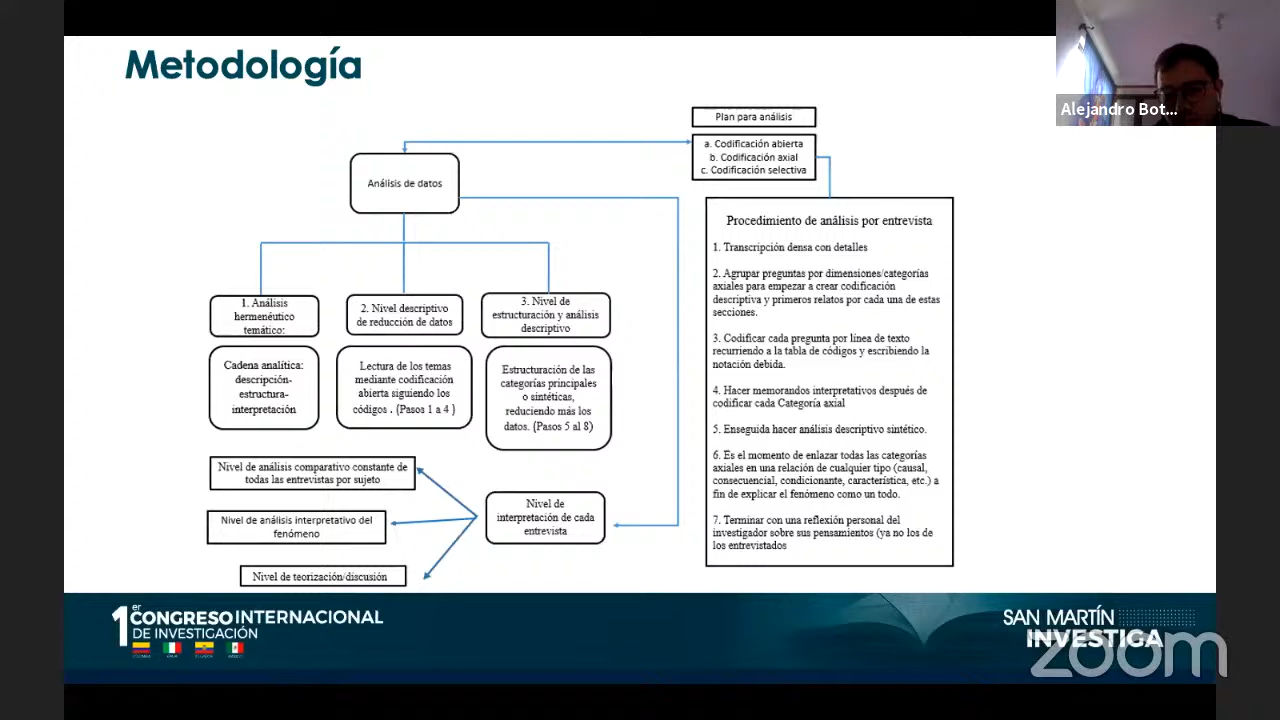 Metodología
Alejandro Bot...
Plan para análisis
a. Codificación abierta
b. Codificación axial
c. Codificación selectiva
Análisis de datos
1. Análisis
hermenéutico
temático:
2. Nivel descriptivo
de reducción de datos
3. Nivel de
estructuración y análisis
descriptivo
Cadena analítica:
descripción-
estructura-
interpretación
Lectura de los temas
mediante codificación
abierta siguiendo los
códigos . (Pasos 1 a 4 )
Estructuración de las
categorías principales
o sintéticas,
reduciendo más los
datos. (Pasos 5 al 8)
Nivel de análisis comparativo constante de
todas las entrevistas por sujeto
Nivel de análisis interpretativo del
fenómeno
Nivel de teorización/discusión
Nivel de
interpretación de cada
entrevista
Procedimiento de análisis por entrevista
1. Transcripción densa con detalles
2. Agrupar preguntas por dimensiones/categorías
axiales para empezar a crear codificación
descriptiva y primeros relatos por cada una de estas
secciones.
3. Codificar cada pregunta por línea de texto
recurriendo a la tabla de códigos y escribiendo la
notación debida.
4. Hacer memorandos interpretativos después de
codificar cada Categoría axial
5. Enseguida hacer análisis descriptivo sintético.
6. Es el momento de enlazar todas las categorías
axiales en una relación de cualquier tipo (causal,
consecuencial, condicionante, característica, etc.) a
fin de explicar el fenómeno como un todo.
7. Terminar con una reflexión personal del
investigador sobre sus pensamientos (ya no los de
los entrevistados
1er CONGRESO INTERNACIONAL
DE INVESTIGACIÓN
SAN MARTÍN
INVESTIGA
zoom